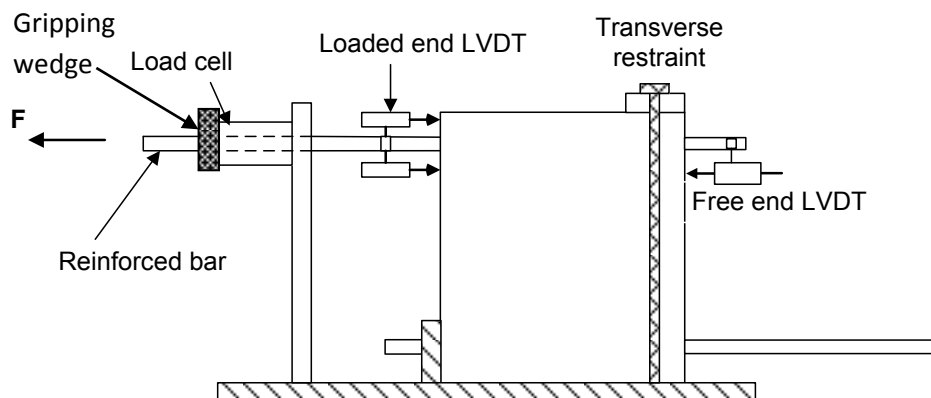 Gripping
wedge
Load cell
Loaded end LVDT
Transverse
restraint
F
Free end LVDT
Reinforced bar